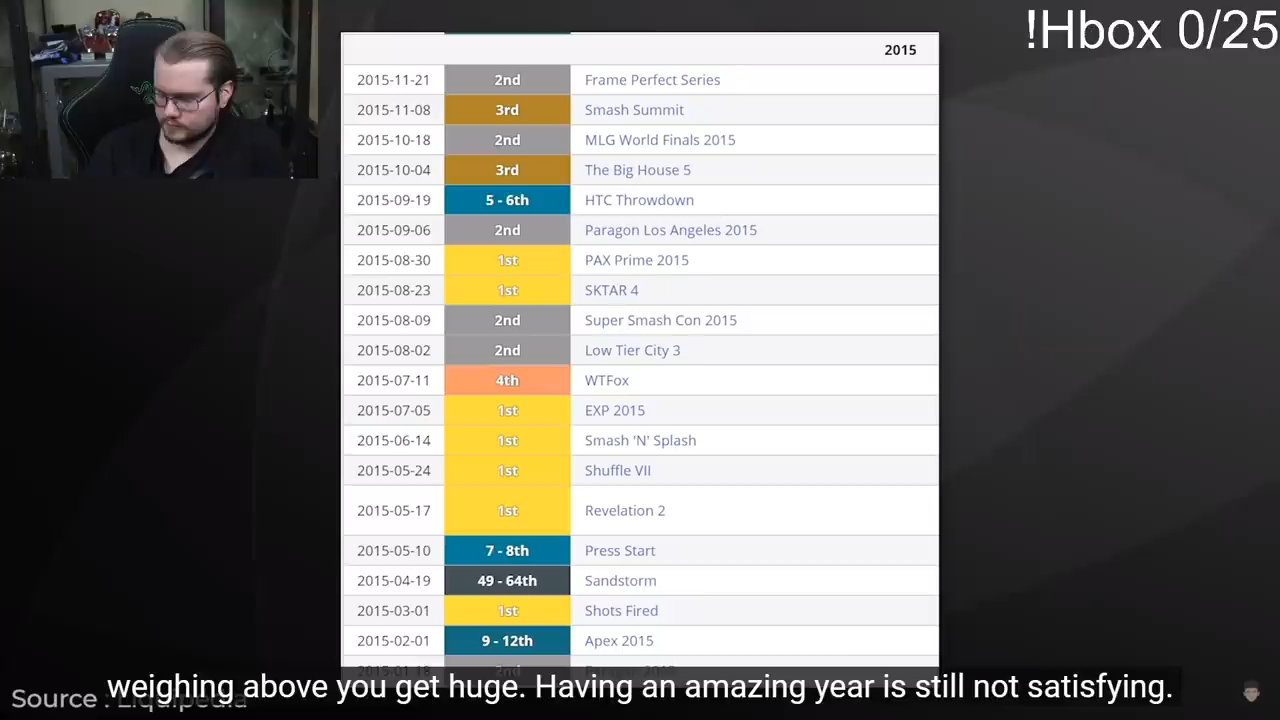 !Hbox 0/25
2015
2015-11-21 2nd Frame Perfect Series
2015-11-08 3rd Smash Summit
2015-10-18 2nd MLG World Finals 2015
2015-10-04 3rd The Big House 5
2015-09-19 5 - 6th HTC Throwdown
2015-09-06 2nd Paragon Los Angeles 2015
2015-08-30 1st PAX Prime 2015
2015-08-23 1st SKTAR 4
2015-08-09 2nd Super Smash Con 2015
2015-08-02 2nd Low Tier City 3
2015-07-11 4th WTFox
2015-07-05 1st EXP 2015
2015-06-14 1st Smash 'N' Splash
2015-05-24 1st Shuffle VII
2015-05-17 1st Revelation 2
2015-05-10 7 - 8th Press Start
2015-04-19 49 - 64th Sandstorm
2015-03-01 1st Shots Fired
2015-02-01 9 - 12th Apex 2015
2015-01-18 2nd 2015
weighing above you get huge. Having an amazing year is still not satisfying.
Source : Liquipedia